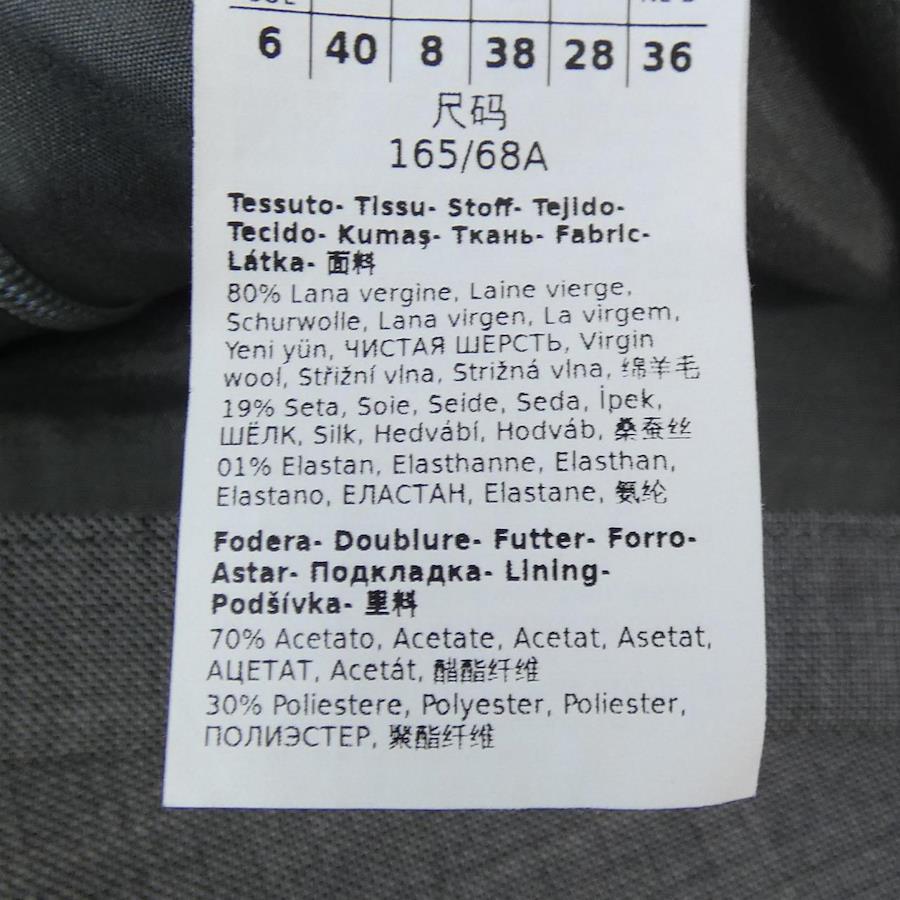 6 40 8 38 28 36
尺码
165/68A
Tessuto- Tissu- Stoff- Tejido-
Tecido- Kumaş- Ткань- Fabric-
Látka- 面料
80% Lana vergine, Laine vierge,
Schurwolle, Lana virgen, La virgem,
Yeni yün, ЧИСТАЯ ШЕРСТЬ, Virgin
wool, Střižní vlna, Strižná vlna, 绵羊毛
19% Seta, Soie, Seide, Seda, İpek,
ШЁЛК, Silk, Hedvábí, Hodváb, 桑蚕丝
01% Elastan, Elasthanne, Elasthan,
Elastano, ЕЛАСТАН, Elastane, 氨纶
Fodera- Doublure- Futter- Forro-
Astar- Подкладка- Lining-
Podšívka- 里料
70% Acetato, Acetate, Acetat, Asetat,
АЦЕТАТ, Acetát, 醋酯纤维
30% Poliestere, Polyester, Poliester,
ПОЛИЭСТЕР, 聚酯纤维